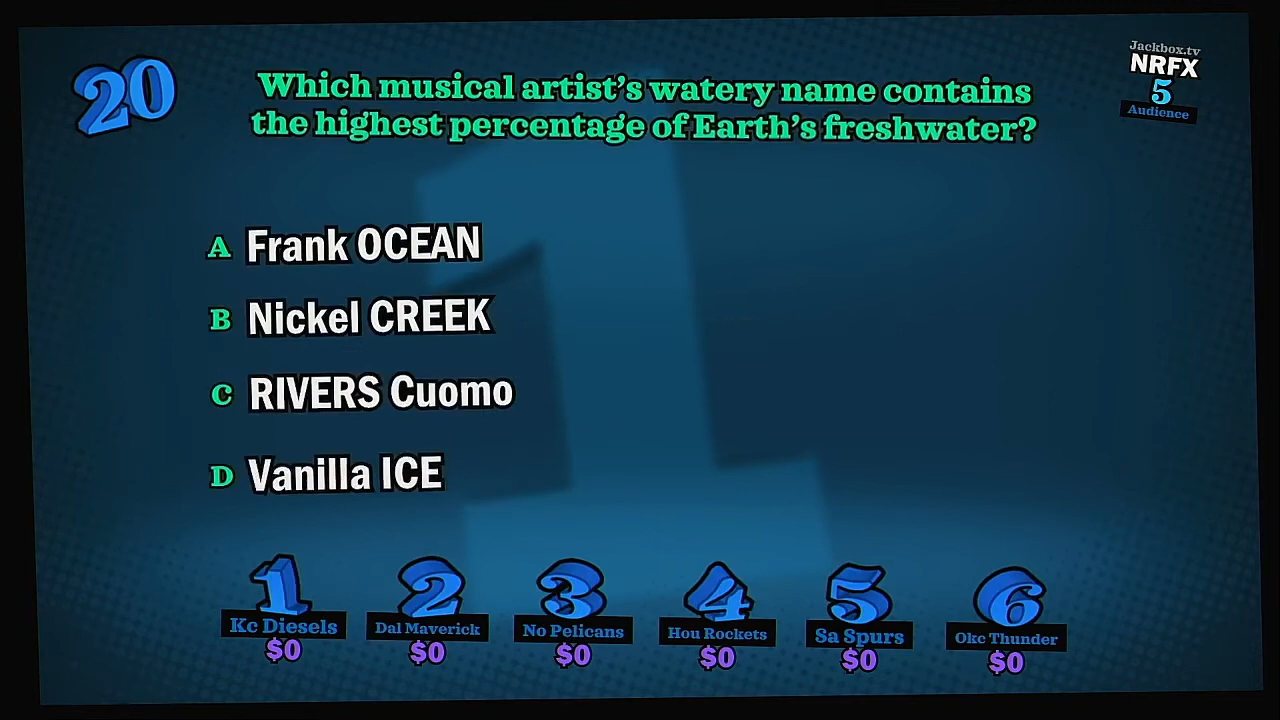 20
Which musical artist's watery name contains
the highest percentage of Earth's freshwater?
Jackbox.tv
NRFX
5
Audience
A Frank OCEAN
B Nickel CREEK
C RIVERS Cuomo
D Vanilla ICE
1 2 3 4 5 6
Kc Diesels Dal Maverick No Pelicans Hou Rockets Sa Spurs Okc Thunder
$0 $0 $0 $0 $0 $0